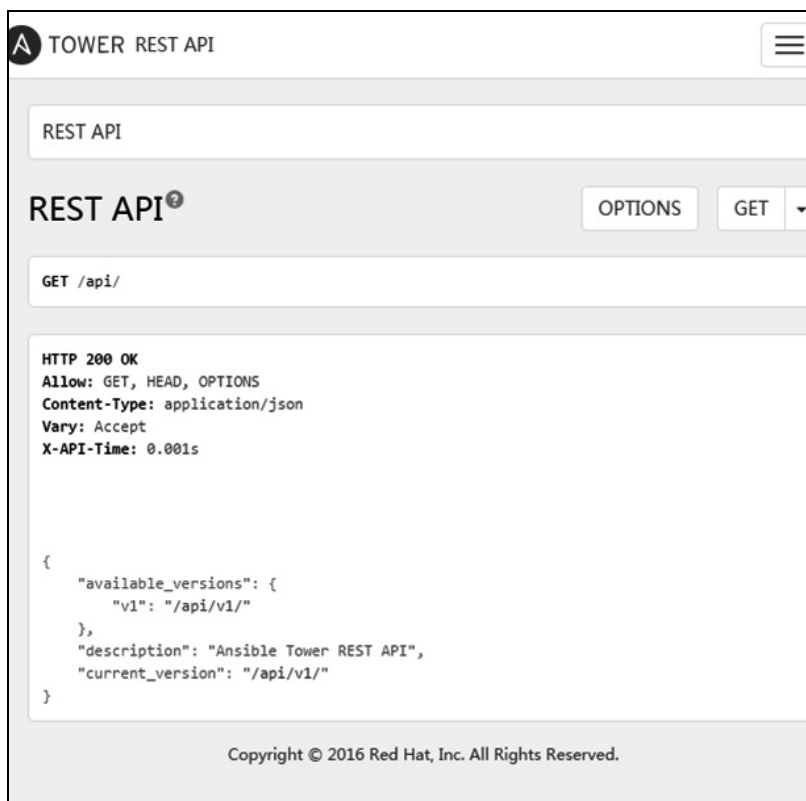 A TOWER REST API
REST API
REST API?
OPTIONS
GET
GET /api/
HTTP 200 OK
Allow: GET, HEAD, OPTIONS
Content-Type: application/json
Vary: Accept
X-API-Time: 0.001s
{
    "available_versions": {
        "v1": "/api/v1/"
    },
    "description": "Ansible Tower REST API",
    "current_version": "/api/v1/"
}
Copyright © 2016 Red Hat, Inc. All Rights Reserved.